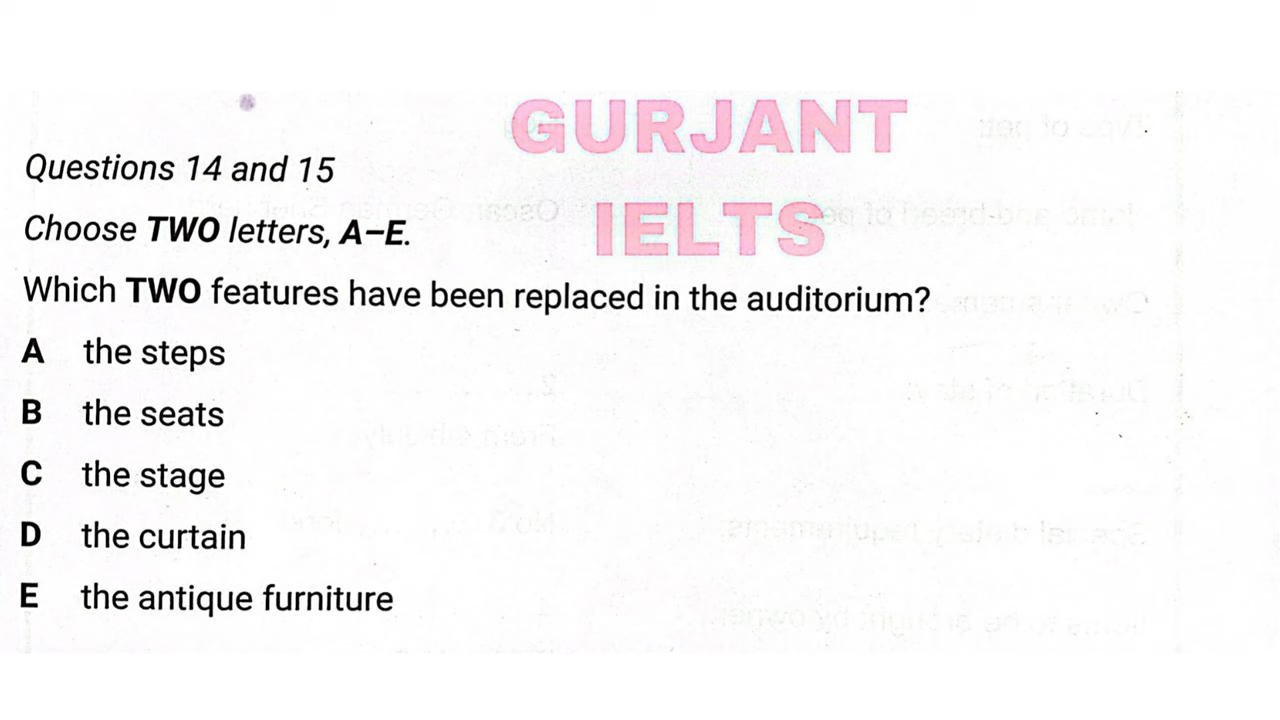 GURJANT
IELTS
Questions 14 and 15
Choose TWO letters, A–E.
Which TWO features have been replaced in the auditorium?
A the steps
B the seats
C the stage
D the curtain
E the antique furniture